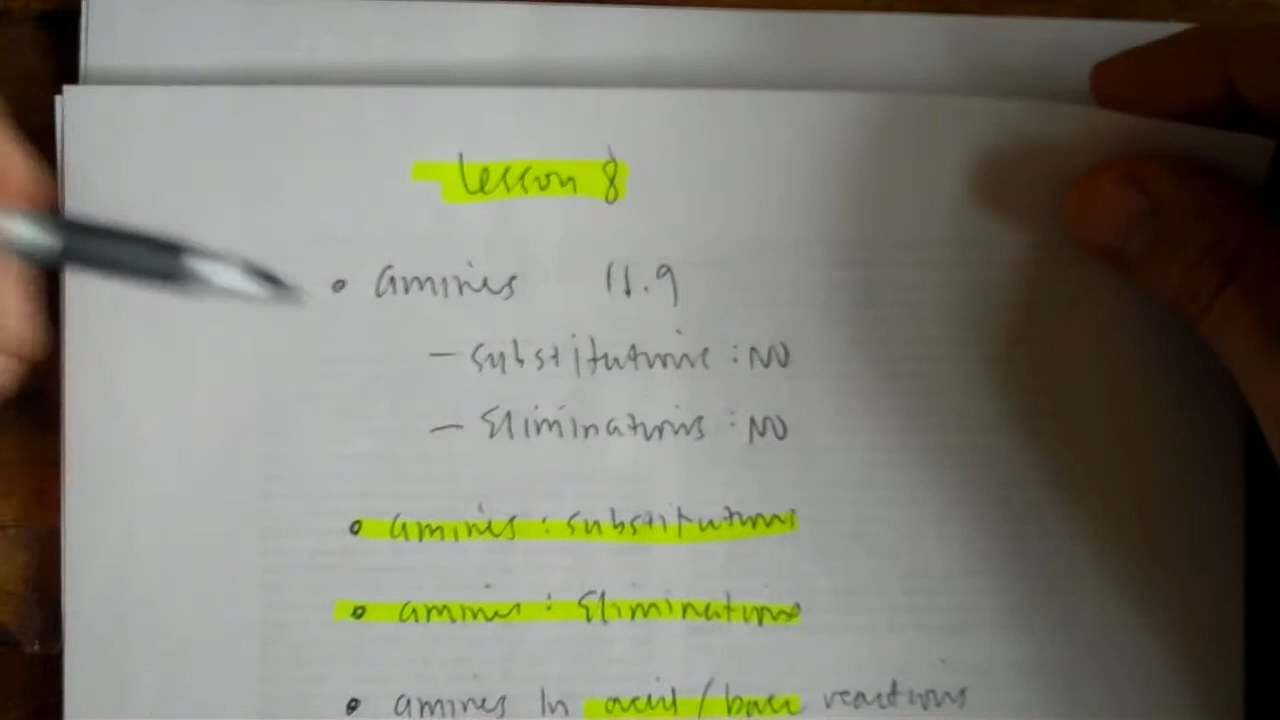 Lesson 8
• amines 11.9
– substitutions : NO
– Eliminations : NO
• amines : substitutions
• amines : Eliminations
• amines in acid / base reactions